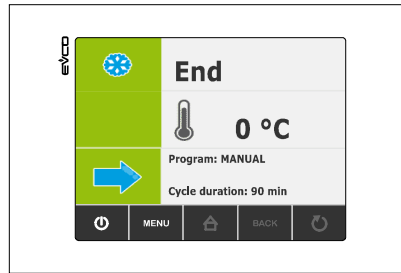 evco
End
0 °C
Program: MANUAL
Cycle duration: 90 min
MENU
BACK